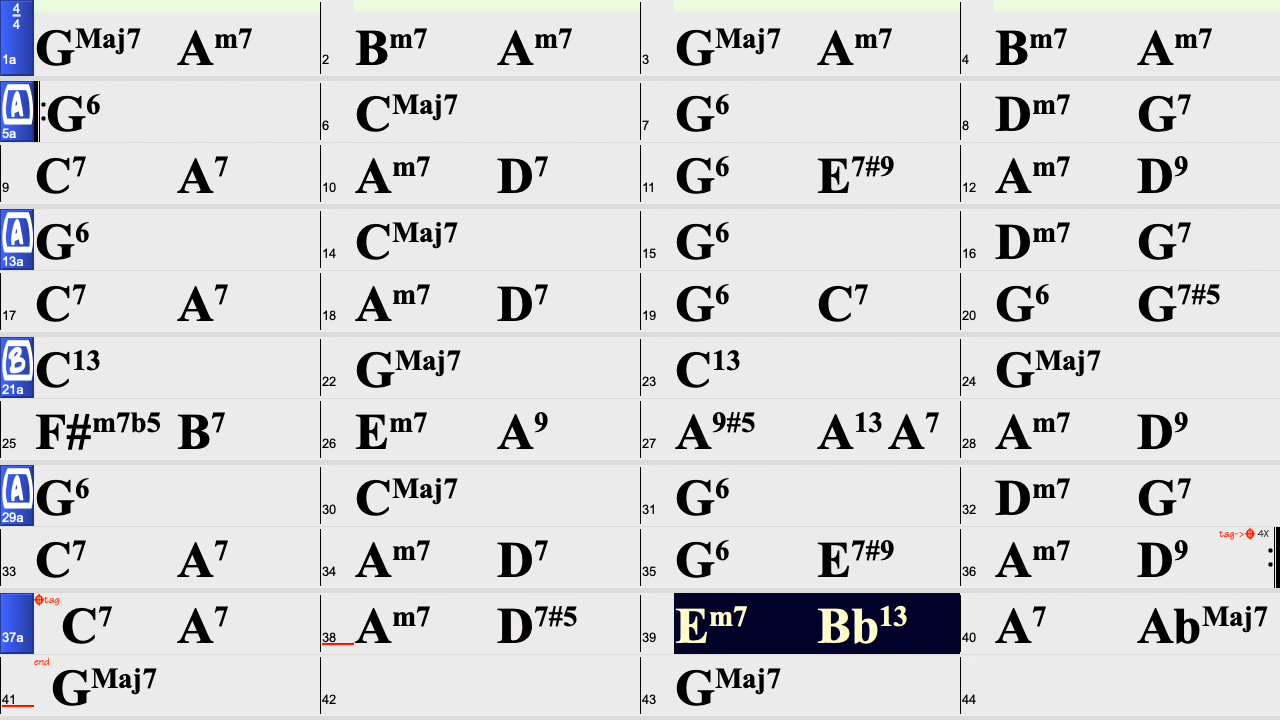 4/4 1a GMaj7 Am7 2 Bm7 Am7 3 GMaj7 Am7 4 Bm7 Am7
A 5a G6 6 CMaj7 7 G6 8 Dm7 G7
9 C7 A7 10 Am7 D7 11 G6 E7#9 12 Am7 D9
A 13a G6 14 CMaj7 15 G6 16 Dm7 G7
17 C7 A7 18 Am7 D7 19 G6 C7 20 G6 G7#5
B 21a C13 22 GMaj7 23 C13 24 GMaj7
25 F#m7b5 B7 26 Em7 A9 27 A9#5 A13 A7 28 Am7 D9
A 29a G6 30 CMaj7 31 G6 32 Dm7 G7
33 C7 A7 34 Am7 D7 35 G6 E7#9 36 Am7 D9 tag-> 4X
37a tag C7 A7 38 Am7 D7#5 39 Em7 Bb13 40 A7 AbMaj7
41 end GMaj7 42 43 GMaj7 44